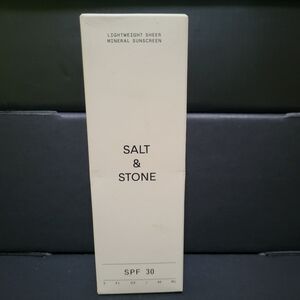 LIGHTWEIGHT SHEER
MINERAL SUNSCREEN
SALT
&
STONE
SPF 30